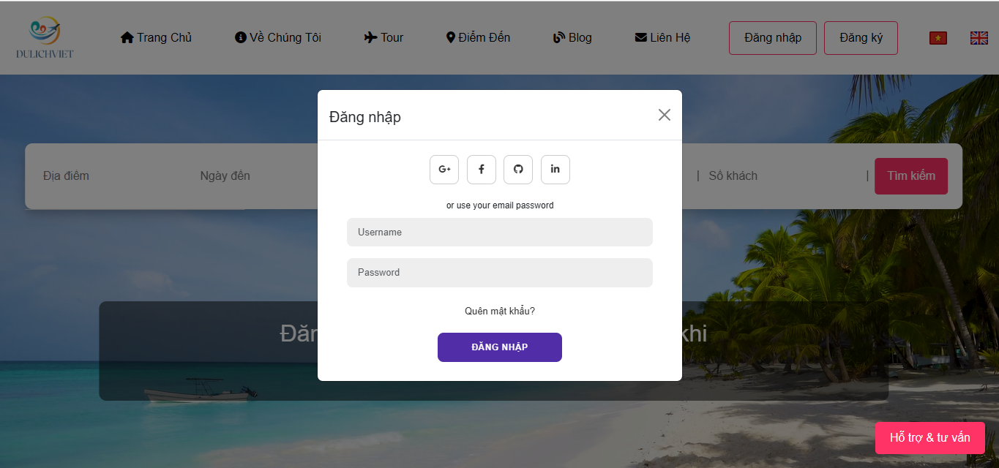 DULICHVIET
Trang Chủ
Về Chúng Tôi
Tour
Điểm Đến
Blog
Liên Hệ
Đăng nhập
Đăng ký
Đăng nhập
Địa điểm
Ngày đến
| Số khách
| Tìm kiếm
G+
f
in
or use your email password
Username
Password
Quên mật khẩu?
ĐĂNG NHẬP
khi
Hỗ trợ & tư vấn